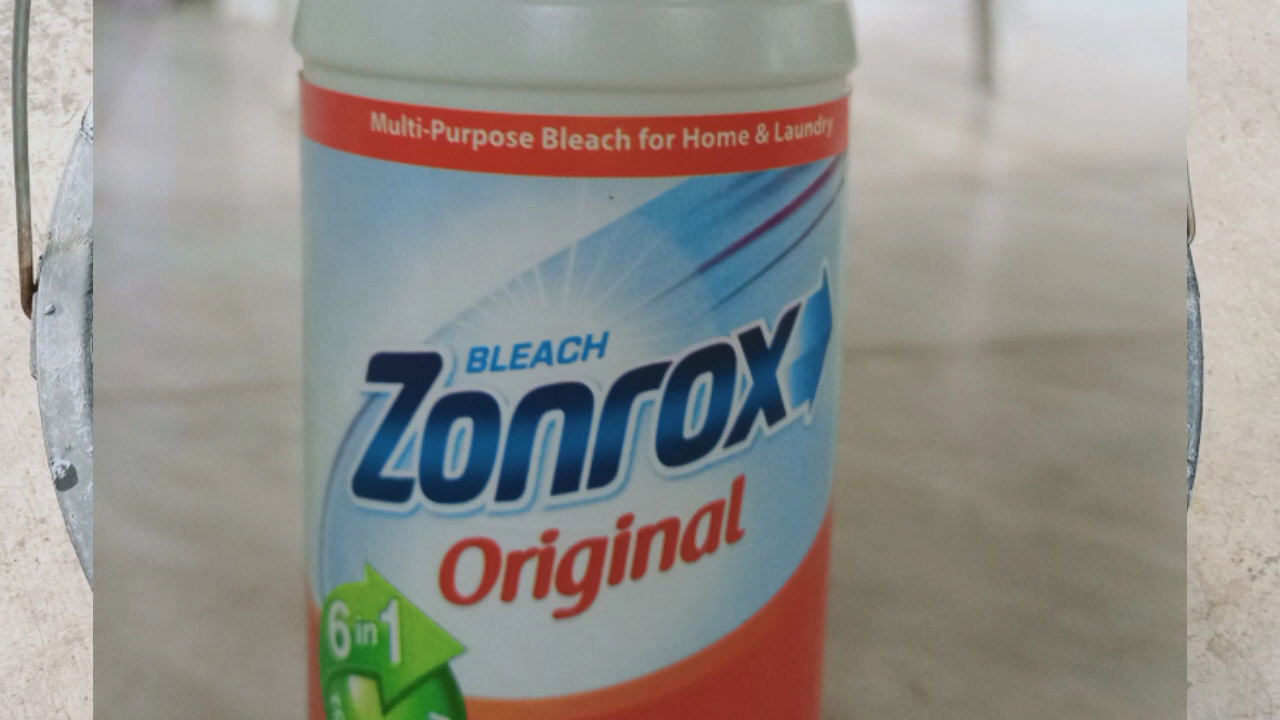 Multi-Purpose Bleach for Home & Laundry
BLEACH
Zonrox
Original
6 in 1